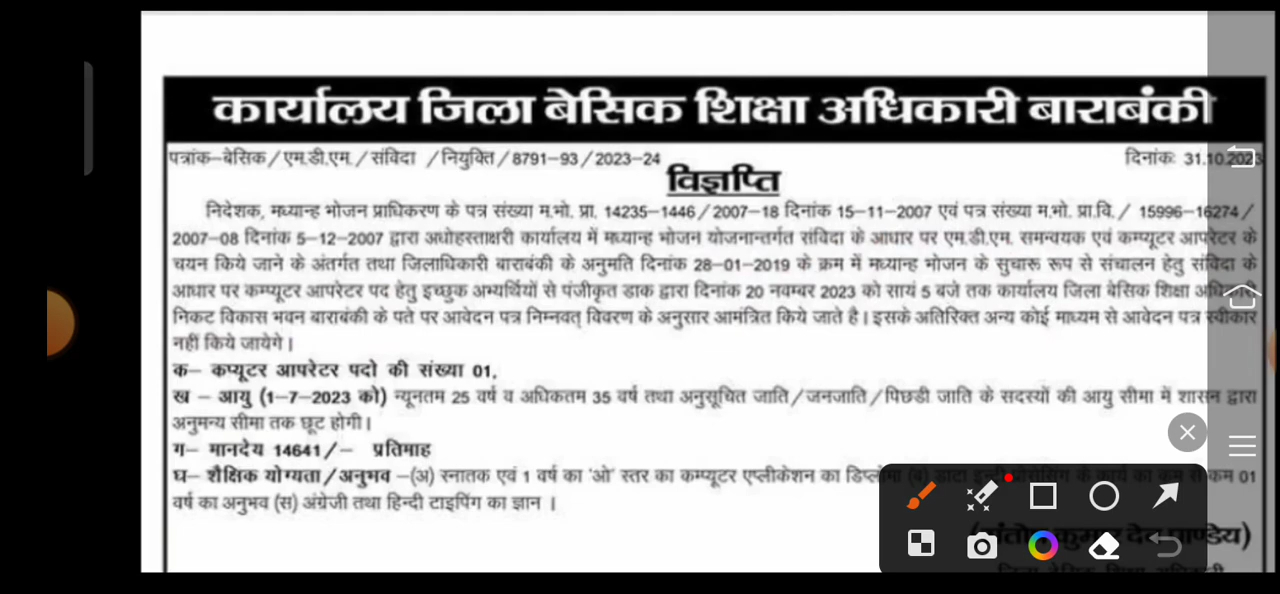 कार्यालय जिला बेसिक शिक्षा अधिकारी बाराबंकी
पत्रांक–बेसिक/एम.डी.एम./संविदा /नियुक्ति/8791–93/2023–24 दिनांकः 31.10.2023
विज्ञप्ति
निदेशक, मध्यान्ह भोजन प्राधिकरण के पत्र संख्या म.भो. प्रा. 14235–1446/2007–18 दिनांक 15–11–2007 एवं पत्र संख्या म.भो. प्रा.वि./ 15996–16274/
2007–08 दिनांक 5–12–2007 द्वारा अधोहस्ताक्षरी कार्यालय में मध्यान्ह भोजन योजनान्तर्गत संविदा के आधार पर एम.डी.एम. समन्वयक एवं कम्प्यूटर आपरेटर के
चयन किये जाने के अंतर्गत तथा जिलाधिकारी बाराबंकी के अनुमति दिनांक 28–01–2019 के क्रम में मध्यान्ह भोजन के सुचारू रूप से संचालन हेतु संविदा के
आधार पर कम्प्यूटर आपरेटर पद हेतु इच्छुक अभ्यर्थियों से पंजीकृत डाक द्वारा दिनांक 20 नवम्बर 2023 को सायं 5 बजे तक कार्यालय जिला बेसिक शिक्षा अधिकारी
निकट विकास भवन बाराबंकी के पते पर आवेदन पत्र निम्नवत् विवरण के अनुसार आमंत्रित किये जाते है। इसके अतिरिक्त अन्य कोई माध्यम से आवेदन पत्र स्वीकार
नहीं किये जायेगे।
क– कप्यूटर आपरेटर पदो की संख्या 01,
ख – आयु (1–7–2023 को) न्यूनतम 25 वर्ष व अधिकतम 35 वर्ष तथा अनुसूचित जाति/जनजाति/पिछडी जाति के सदस्यों की आयु सीमा में शासन द्वारा
अनुमन्य सीमा तक छूट होगी।
ग– मानदेय 14641/– प्रतिमाह
घ– शैक्षिक योग्यता/अनुभव –(अ) स्नातक एवं 1 वर्ष का 'ओ' स्तर का कम्प्यूटर एप्लीकेशन का डिप्लोमा (ब) डाटा इन्ट्री प्रोसेसिंग के कार्य का कम से कम 01
वर्ष का अनुभव (स) अंग्रेजी तथा हिन्दी टाइपिंग का ज्ञान ।
(संतोष कुमार देव पाण्डेय)
जिला बेसिक शिक्षा अधिकारी